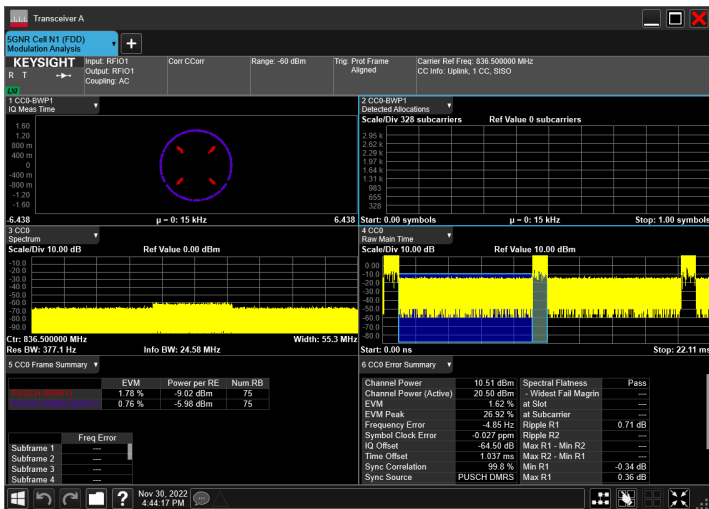 Transceiver A
5GNR Cell N1 (FDD)
Modulation Analysis
KEYSIGHT
R T
LXI
Input: RFIO1
Output: RFIO1
Coupling: AC
Corr CCorr
Range: -60 dBm
Trig: Prot Frame
Aligned
Carrier Ref Freq: 836.500000 MHz
CC Info: Uplink, 1 CC, SISO
1 CC0-BWP1
IQ Meas Time
1.60
1.20
800 m
400 m
0
-400 m
-800 m
-1.20
-1.60
-6.438 μ – 0: 15 kHz 6.438
2 CC0-BWP1
Detected Allocations
Scale/Div 328 subcarriers Ref Value 0 subcarriers
2.95 k
2.62 k
2.29 k
1.97 k
1.64 k
1.31 k
983
655
328
Start: 0.00 symbols μ – 0: 15 kHz Stop: 1.00 symbols
3 CC0
Spectrum
Scale/Div 10.00 dB Ref Value 0.00 dBm
-10.0
-20.0
-30.0
-40.0
-50.0
-60.0
-70.0
-80.0
-90.0
Ctr: 836.500000 MHz Width: 55.3 MHz
Res BW: 377.1 Hz Info BW: 24.58 MHz
4 CC0
Raw Main Time
Scale/Div 10.00 dB Ref Value 10.00 dBm
0.00
-10.0
-20.0
-30.0
-40.0
-50.0
-60.0
-70.0
-80.0
Start: 0.00 ns Stop: 22.11 ms
5 CC0 Frame Summary
EVM Power per RE Num.RB
1.78 % -9.02 dBm 75
0.76 % -5.98 dBm 75
Freq Error
Subframe 1 ---
Subframe 2 ---
Subframe 3 ---
Subframe 4 ---
6 CC0 Error Summary
Channel Power 10.51 dBm Spectral Flatness Pass
Channel Power (Active) 20.50 dBm - Widest Fail Magrin ---
EVM 1.62 % at Slot ---
EVM Peak 26.92 % at Subcarrier ---
Frequency Error -4.85 Hz Ripple R1 0.71 dB
Symbol Clock Error -0.027 ppm Ripple R2 ---
IQ Offset -64.50 dB Max R1 - Min R2 ---
Time Offset 1.037 ms Max R2 - Min R1 ---
Sync Correlation 99.8 % Min R1 -0.34 dB
Sync Source PUSCH DMRS Max R1 0.36 dB
?
Nov 30, 2022
4:44:17 PM